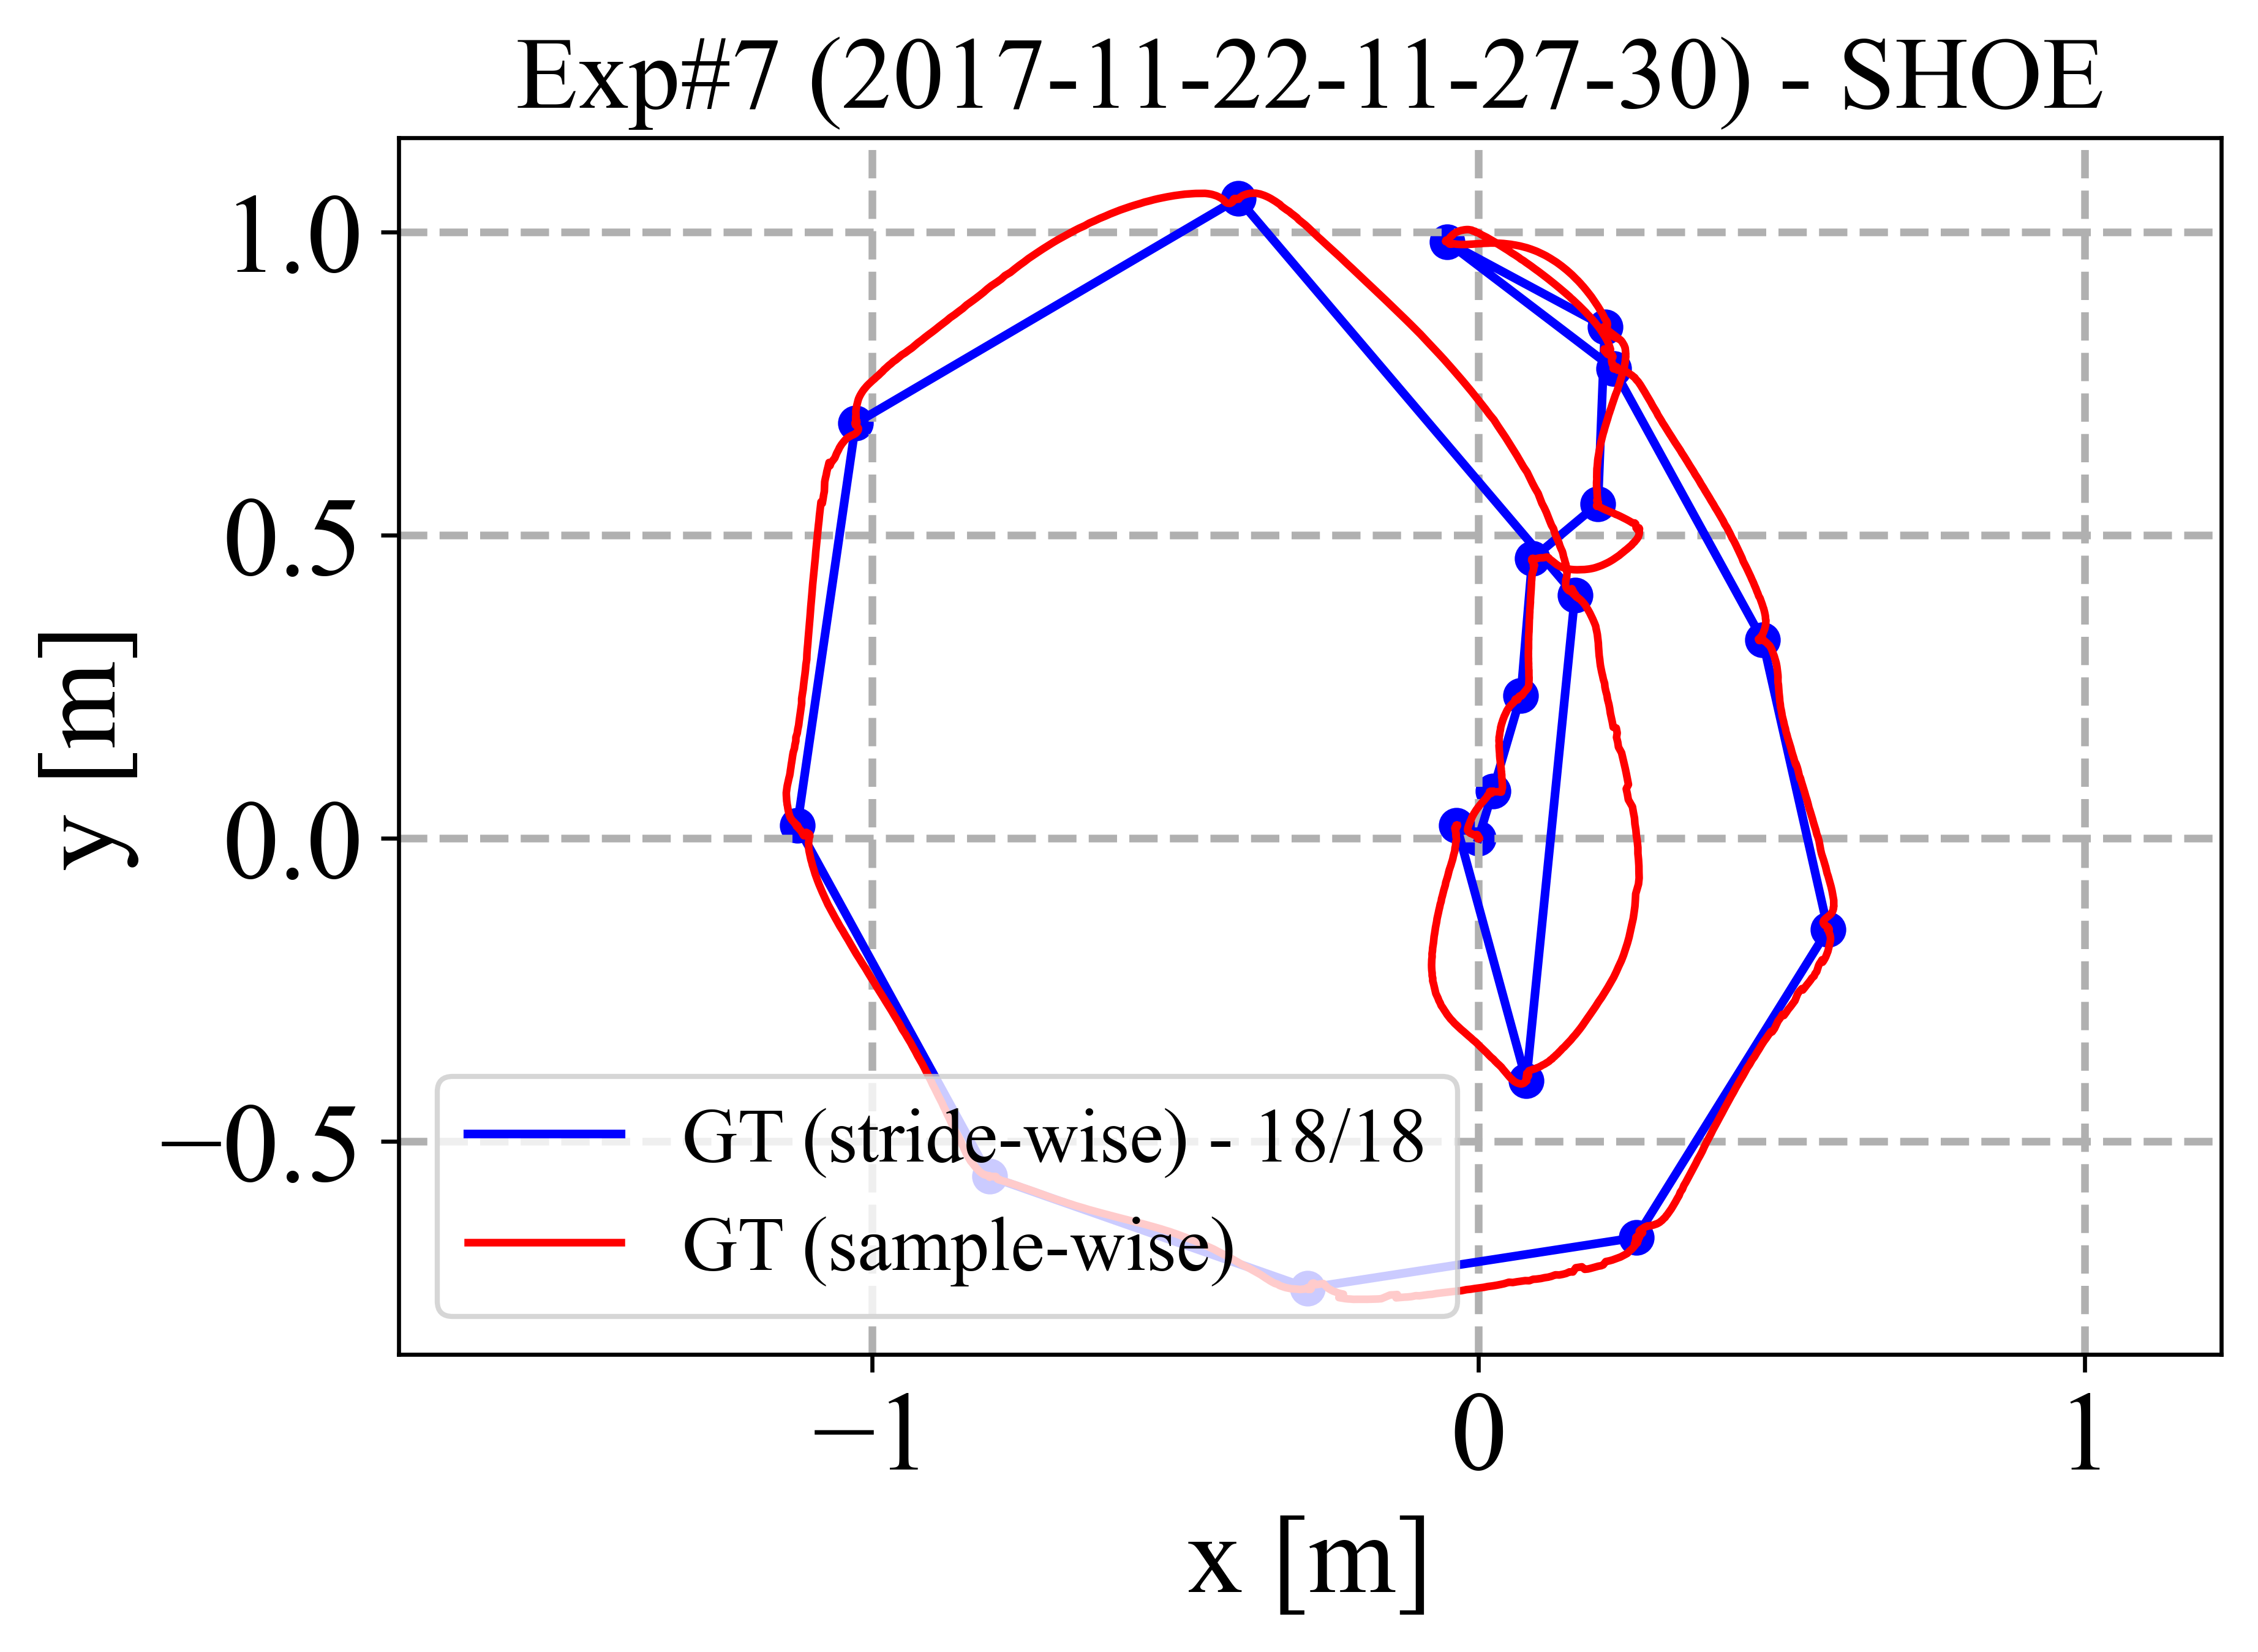 Exp#7 (2017-11-22-11-27-30) - SHOE
1.0
0.5
0.0
−0.5
y [m]
GT (stride-wise) - 18/18
GT (sample-wise)
−1
0
1
x [m]